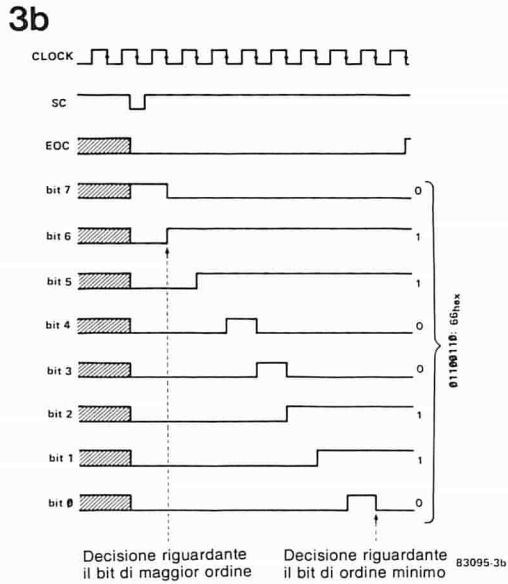 3b
CLOCK
SC
EOC
bit 7 0
bit 6 1
bit 5 1
bit 4 0
bit 3 0
bit 2 1
bit 1 1
bit 0 0
01100110: 66hex
Decisione riguardante
il bit di maggior ordine
Decisione riguardante
il bit di ordine minimo
83095-3b